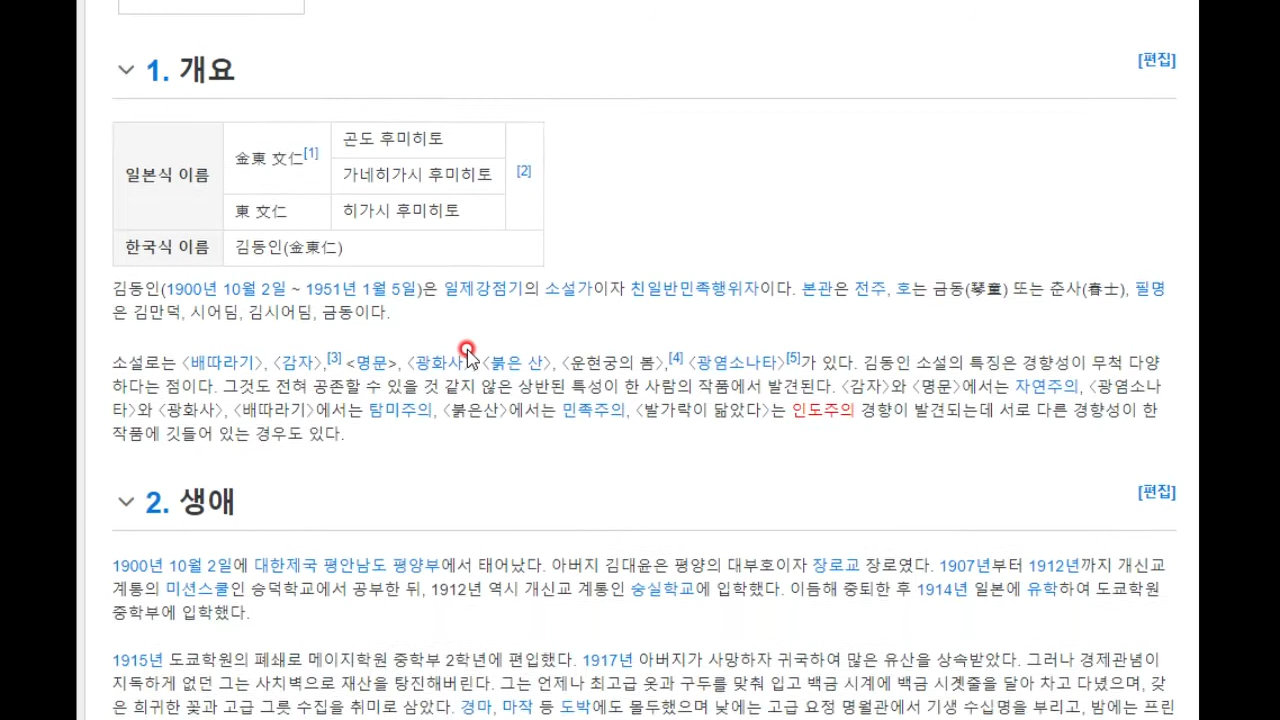 1. 개요
[편집]
일본식 이름
金東 文仁[1]
곤도 후미히토
가네히가시 후미히토
[2]
東 文仁
히가시 후미히토
한국식 이름
김동인(金東仁)
김동인(1900년 10월 2일 ~ 1951년 1월 5일)은 일제강점기의 소설가이자 친일반민족행위자이다. 본관은 전주, 호는 금동(琴童) 또는 춘사(春士), 필명
은 김만덕, 시어딤, 김시어딤, 금동이다.
소설로는 〈배따라기〉, 〈감자〉,[3] <명문>, 〈광화사 〈붉은 산〉, 〈운현궁의 봄〉,[4] 〈광염소나타〉[5]가 있다. 김동인 소설의 특징은 경향성이 무척 다양
하다는 점이다. 그것도 전혀 공존할 수 있을 것 같지 않은 상반된 특성이 한 사람의 작품에서 발견된다. 〈감자〉와 〈명문〉에서는 자연주의, 〈광염소나
타〉와 〈광화사〉, 〈배따라기〉에서는 탐미주의, 〈붉은산〉에서는 민족주의, 〈발가락이 닮았다〉는 인도주의 경향이 발견되는데 서로 다른 경향성이 한
작품에 깃들어 있는 경우도 있다.
2. 생애
[편집]
1900년 10월 2일에 대한제국 평안남도 평양부에서 태어났다. 아버지 김대윤은 평양의 대부호이자 장로교 장로였다. 1907년부터 1912년까지 개신교
계통의 미션스쿨인 숭덕학교에서 공부한 뒤, 1912년 역시 개신교 계통인 숭실학교에 입학했다. 이듬해 중퇴한 후 1914년 일본에 유학하여 도쿄학원
중학부에 입학했다.
1915년 도쿄학원의 폐쇄로 메이지학원 중학부 2학년에 편입했다. 1917년 아버지가 사망하자 귀국하여 많은 유산을 상속받았다. 그러나 경제관념이
지독하게 없던 그는 사치벽으로 재산을 탕진해버린다. 그는 언제나 최고급 옷과 구두를 맞춰 입고 백금 시계에 백금 시곗줄을 달아 차고 다녔으며, 갖
은 희귀한 꽃과 고급 그릇 수집을 취미로 삼았다. 경마, 마작 등 도박에도 몰두했으며 낮에는 고급 요정 명월관에서 기생 수십명을 부리고, 밤에는 프린